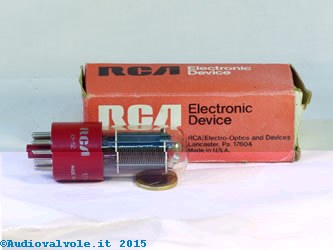 RCA Electronic
Device
RCA Electronic
Device
RCA|Electro-Optics and Devices
Lancaster, Pa. 17604
Made in U.S.A.
RCA
©Audiovalvole.it 2015